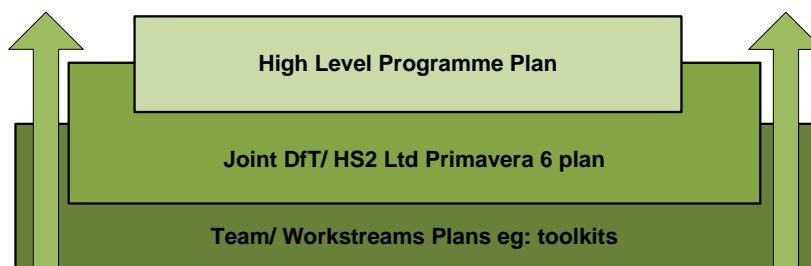 High Level Programme Plan
Joint DfT/ HS2 Ltd Primavera 6 plan
Team/ Workstreams Plans eg: toolkits